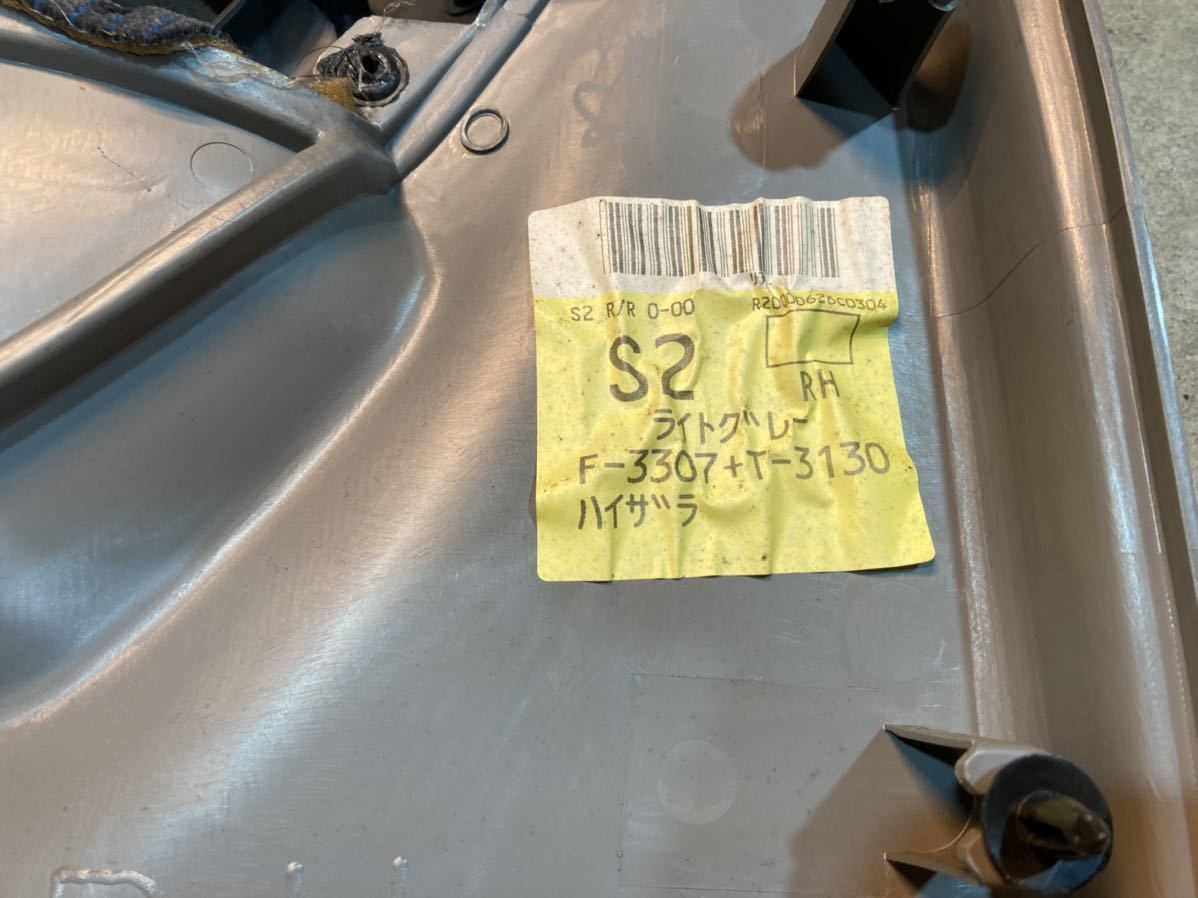 S2 R/R 0-00
S2
RH
ライトグレー
F-3307+T-3130
ハイザラ